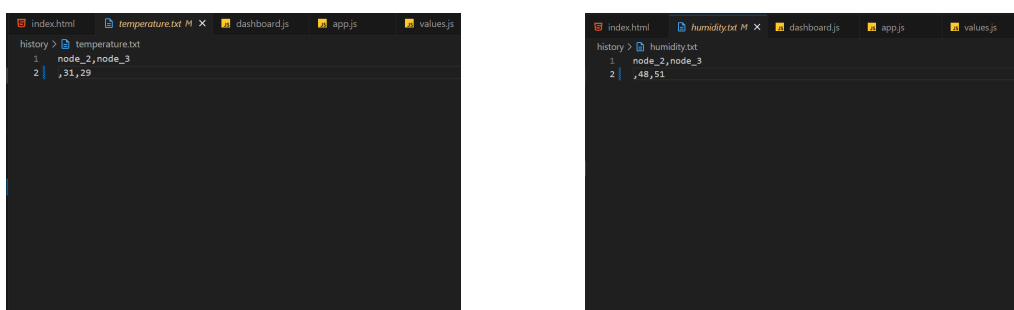 index.html temperature.txt M × dashboard.js app.js values.js
history > temperature.txt
1 node_2,node_3
2 ,31,29
index.html humidity.txt M × dashboard.js app.js values.js
history > humidity.txt
1 node_2,node_3
2 ,48,51